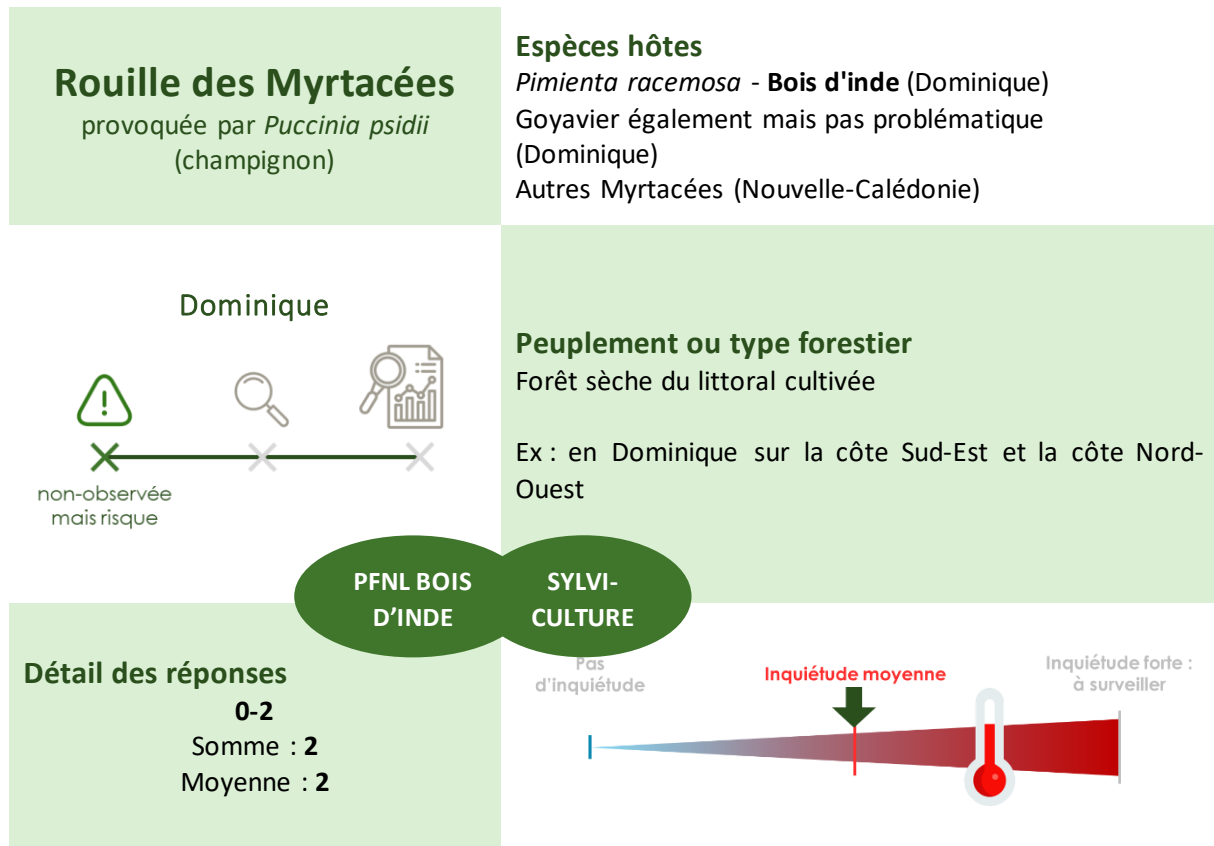 Rouille des Myrtacées
provoquée par Puccinia psidii
(champignon)
Espèces hôtes
Pimienta racemosa - Bois d'inde (Dominique)
Goyavier également mais pas problématique
(Dominique)
Autres Myrtacées (Nouvelle-Calédonie)
Dominique
non-observée
mais risque
Peuplement ou type forestier
Forêt sèche du littoral cultivée
Ex : en Dominique sur la côte Sud-Est et la côte Nord-
Ouest
PFNL BOIS
D’INDE
SYLVI-
CULTURE
Détail des réponses
0-2
Somme : 2
Moyenne : 2
Pas
d'inquiétude
Inquiétude moyenne
Inquiétude forte :
à surveiller